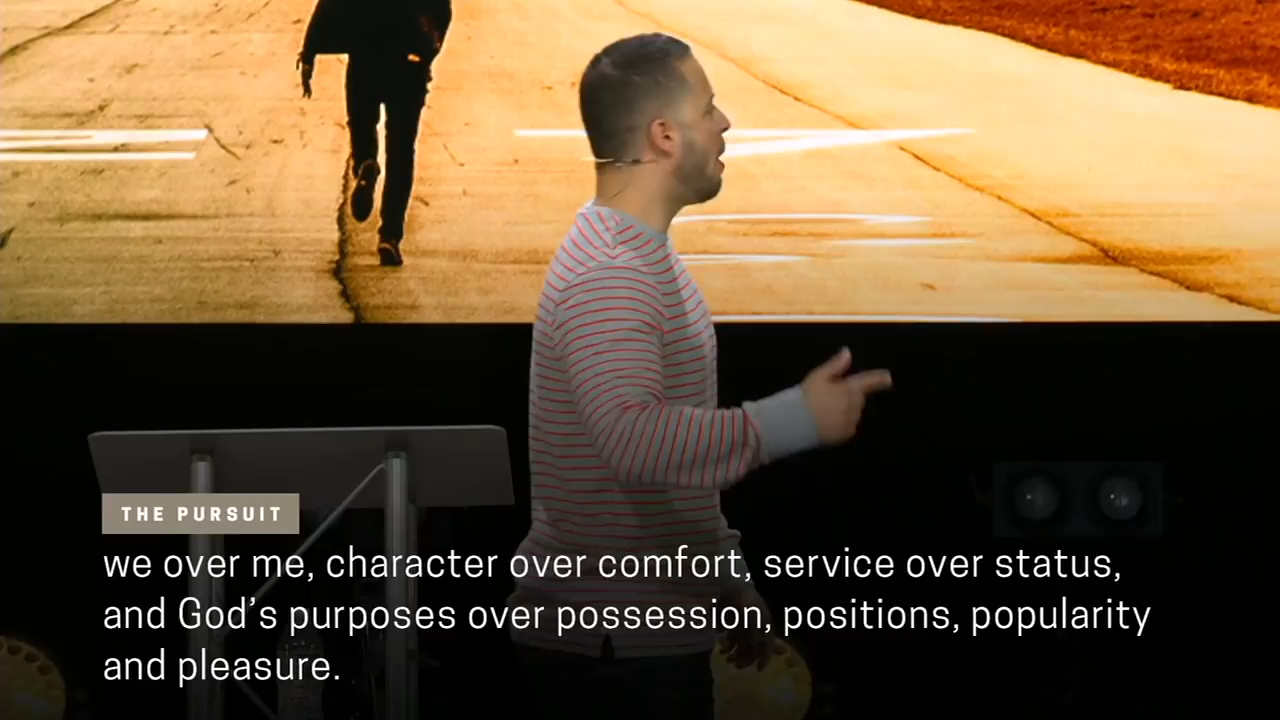 THE PURSUIT
we over me, character over comfort, service over status,
and God’s purposes over possession, positions, popularity
and pleasure.